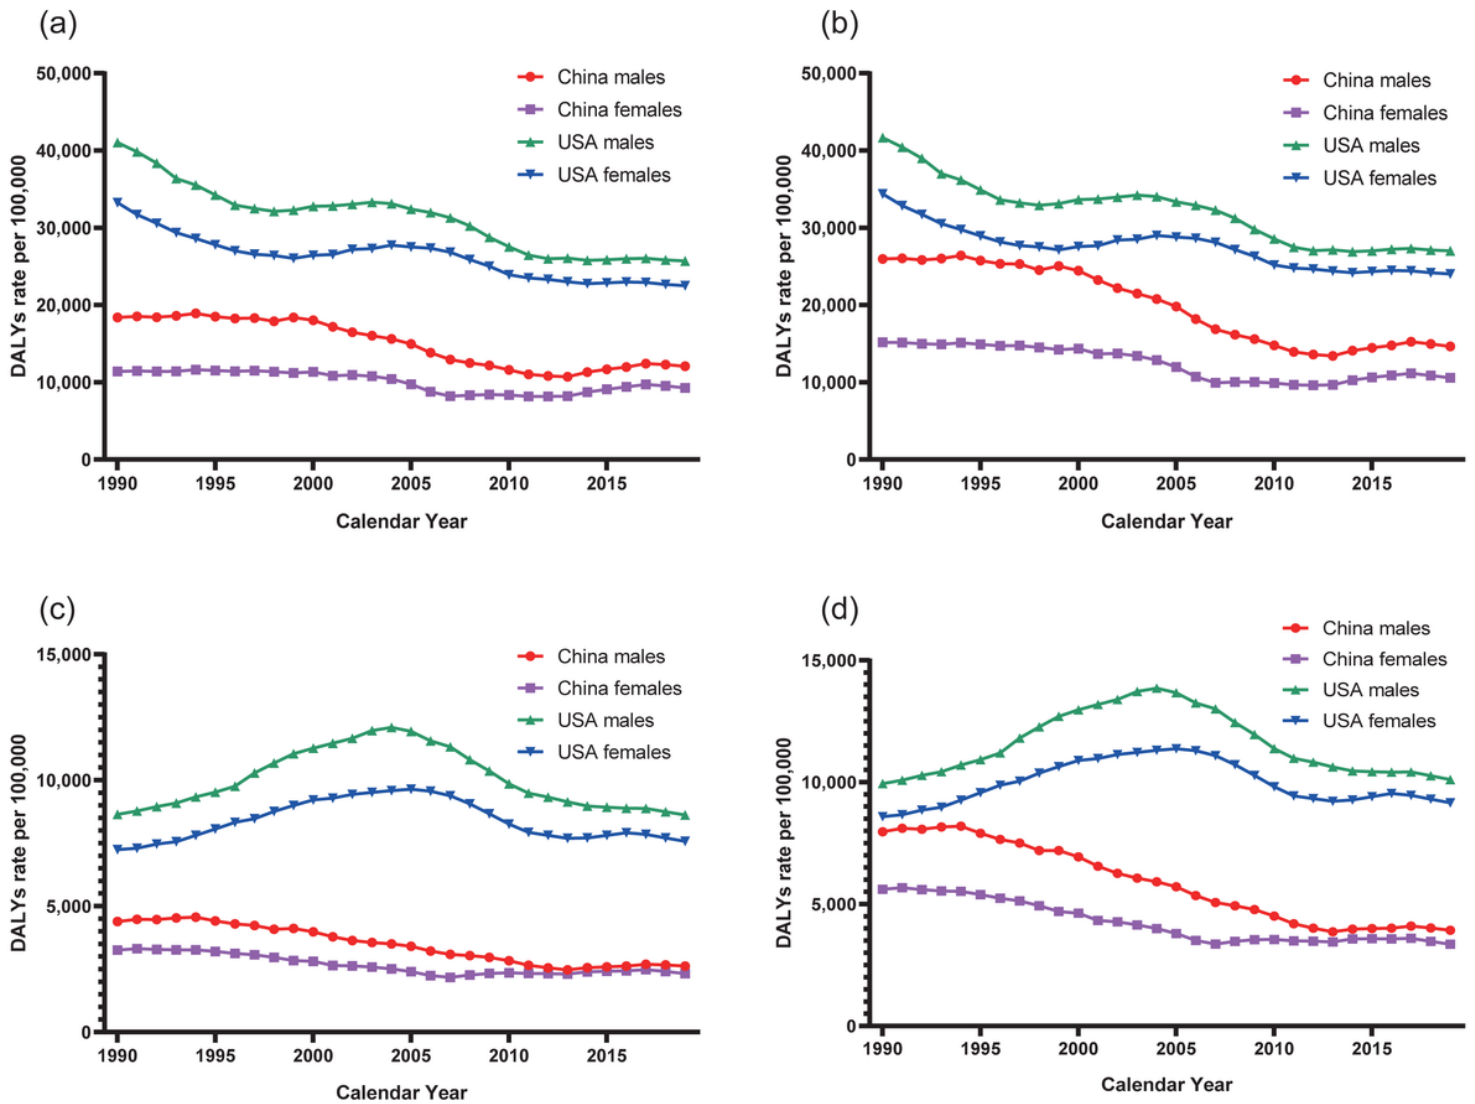 (a)
50,000
40,000
30,000
20,000
10,000
0
DALYs rate per 100,000
China males
China females
USA males
USA females
1990 1995 2000 2005 2010 2015
Calendar Year
(b)
50,000
40,000
30,000
20,000
10,000
0
DALYs rate per 100,000
China males
China females
USA males
USA females
1990 1995 2000 2005 2010 2015
Calendar Year
(c)
15,000
10,000
5,000
0
DALYs rate per 100,000
China males
China females
USA males
USA females
1990 1995 2000 2005 2010 2015
Calendar Year
(d)
15,000
10,000
5,000
0
DALYs rate per 100,000
China males
China females
USA males
USA females
1990 1995 2000 2005 2010 2015
Calendar Year